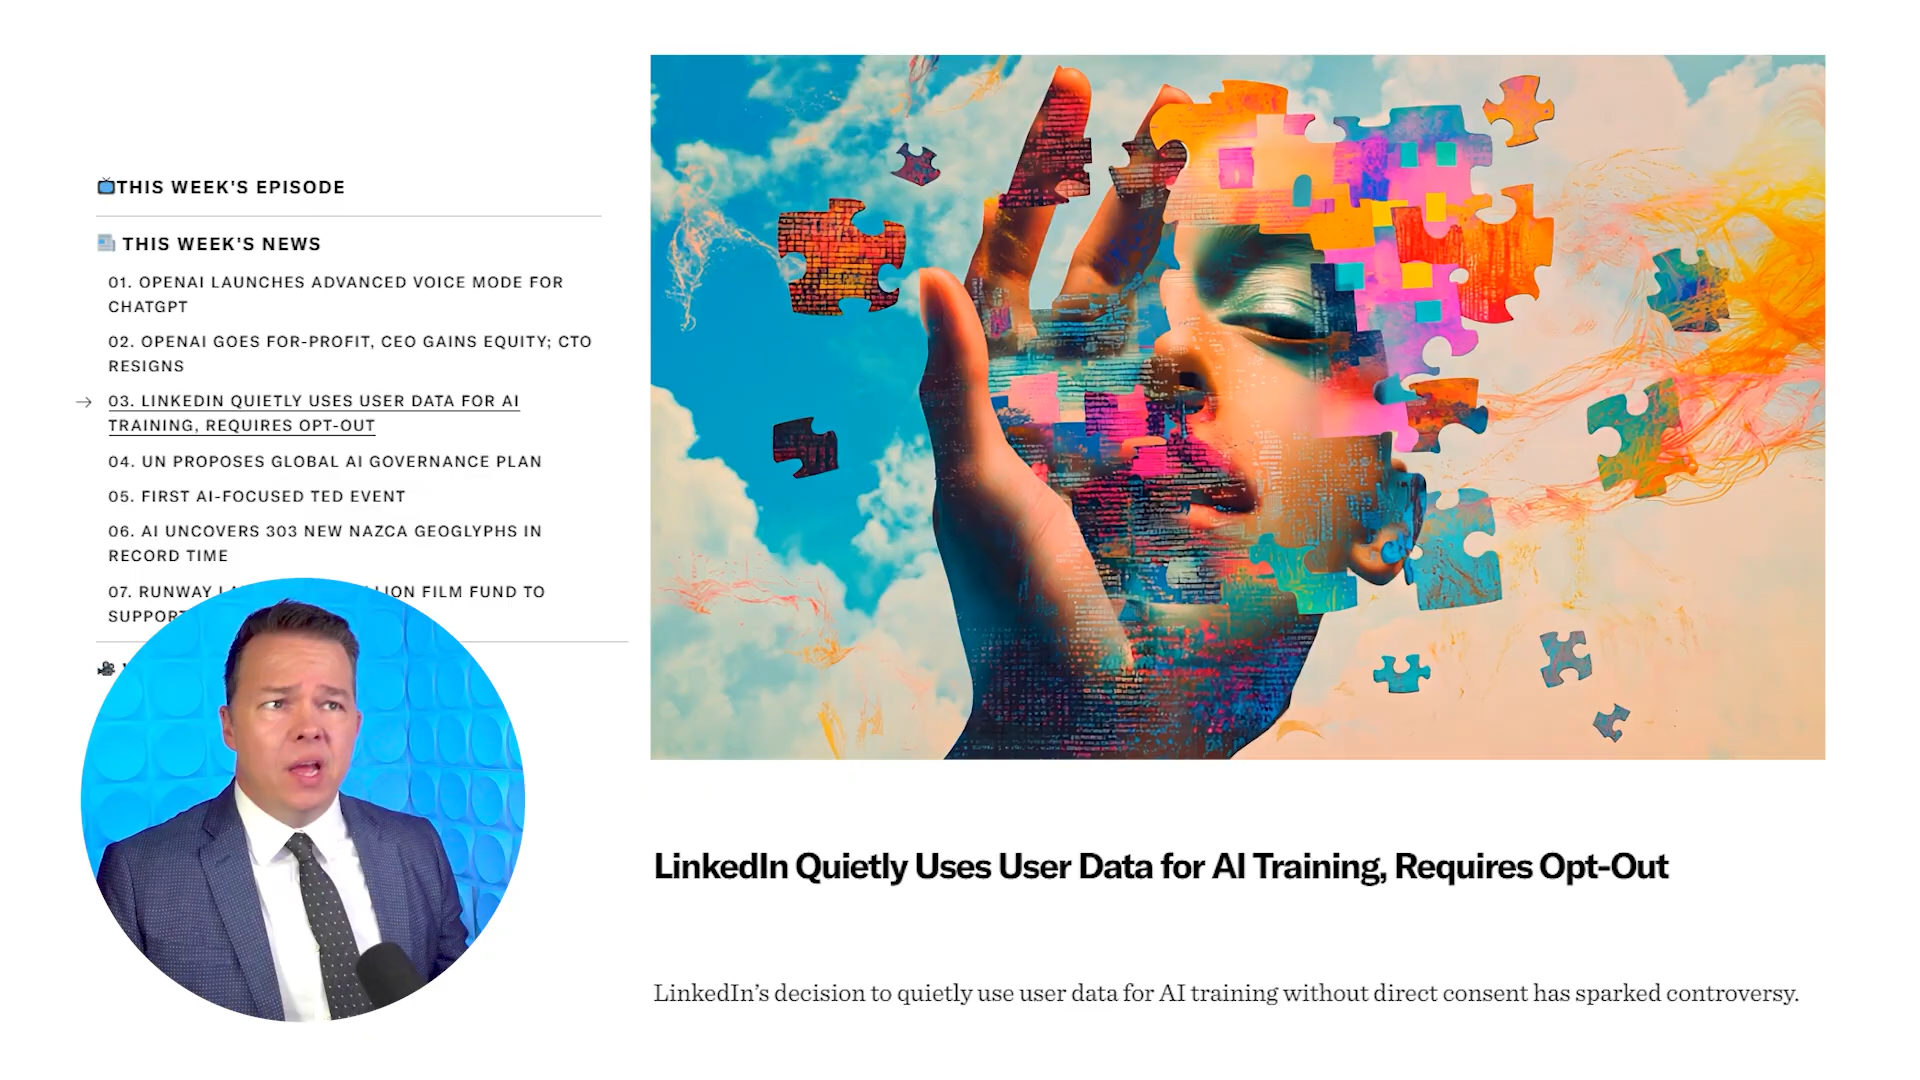 THIS WEEK'S EPISODE
THIS WEEK'S NEWS
01. OPENAI LAUNCHES ADVANCED VOICE MODE FOR
CHATGPT
02. OPENAI GOES FOR-PROFIT, CEO GAINS EQUITY; CTO
RESIGNS
→ 03. LINKEDIN QUIETLY USES USER DATA FOR AI
TRAINING, REQUIRES OPT-OUT
04. UN PROPOSES GLOBAL AI GOVERNANCE PLAN
05. FIRST AI-FOCUSED TED EVENT
06. AI UNCOVERS 303 NEW NAZCA GEOGLYPHS IN
RECORD TIME
07. RUNWAY FILM FUND TO
LinkedIn Quietly Uses User Data for AI Training, Requires Opt-Out
LinkedIn’s decision to quietly use user data for AI training without direct consent has sparked controversy.